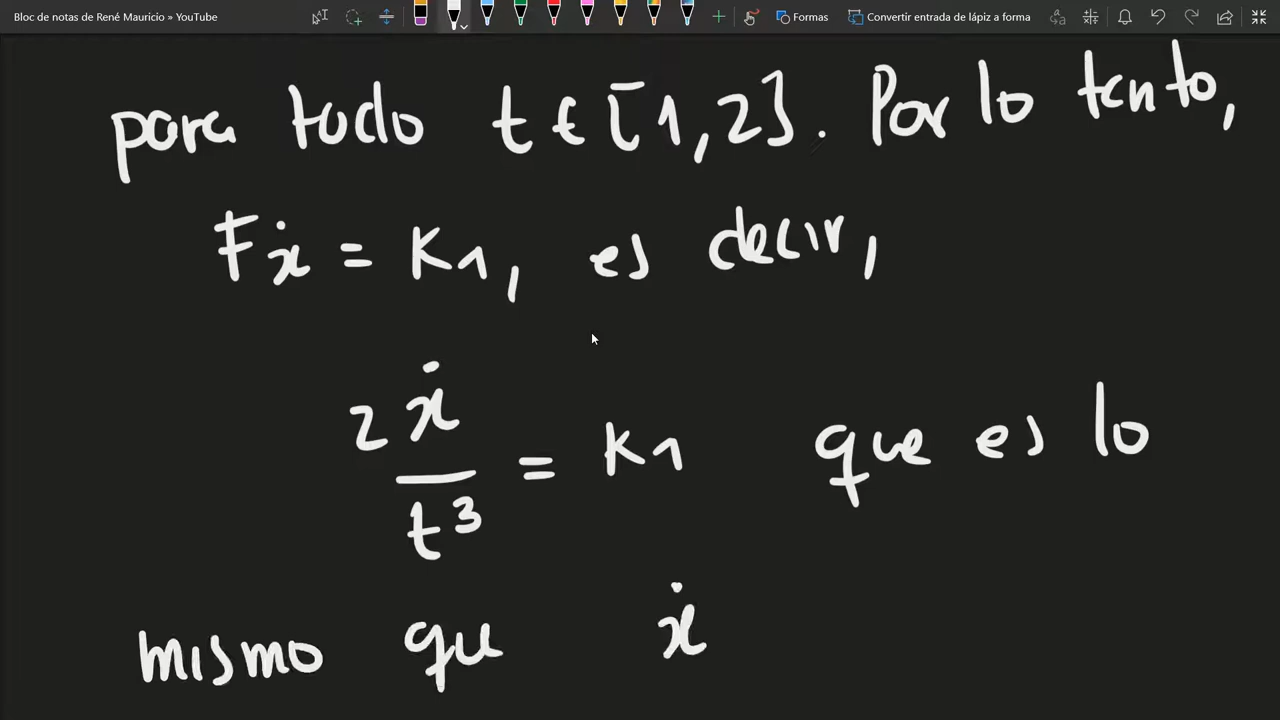 Bloc de notas de René Mauricio » YouTube
Formas
Convertir entrada de lápiz a forma
para todo t ∈ [1,2]. Por lo tanto,
Fẋ = K1, es decir,
2ẋ/t³ = K1 que es lo
mismo qu ẋ